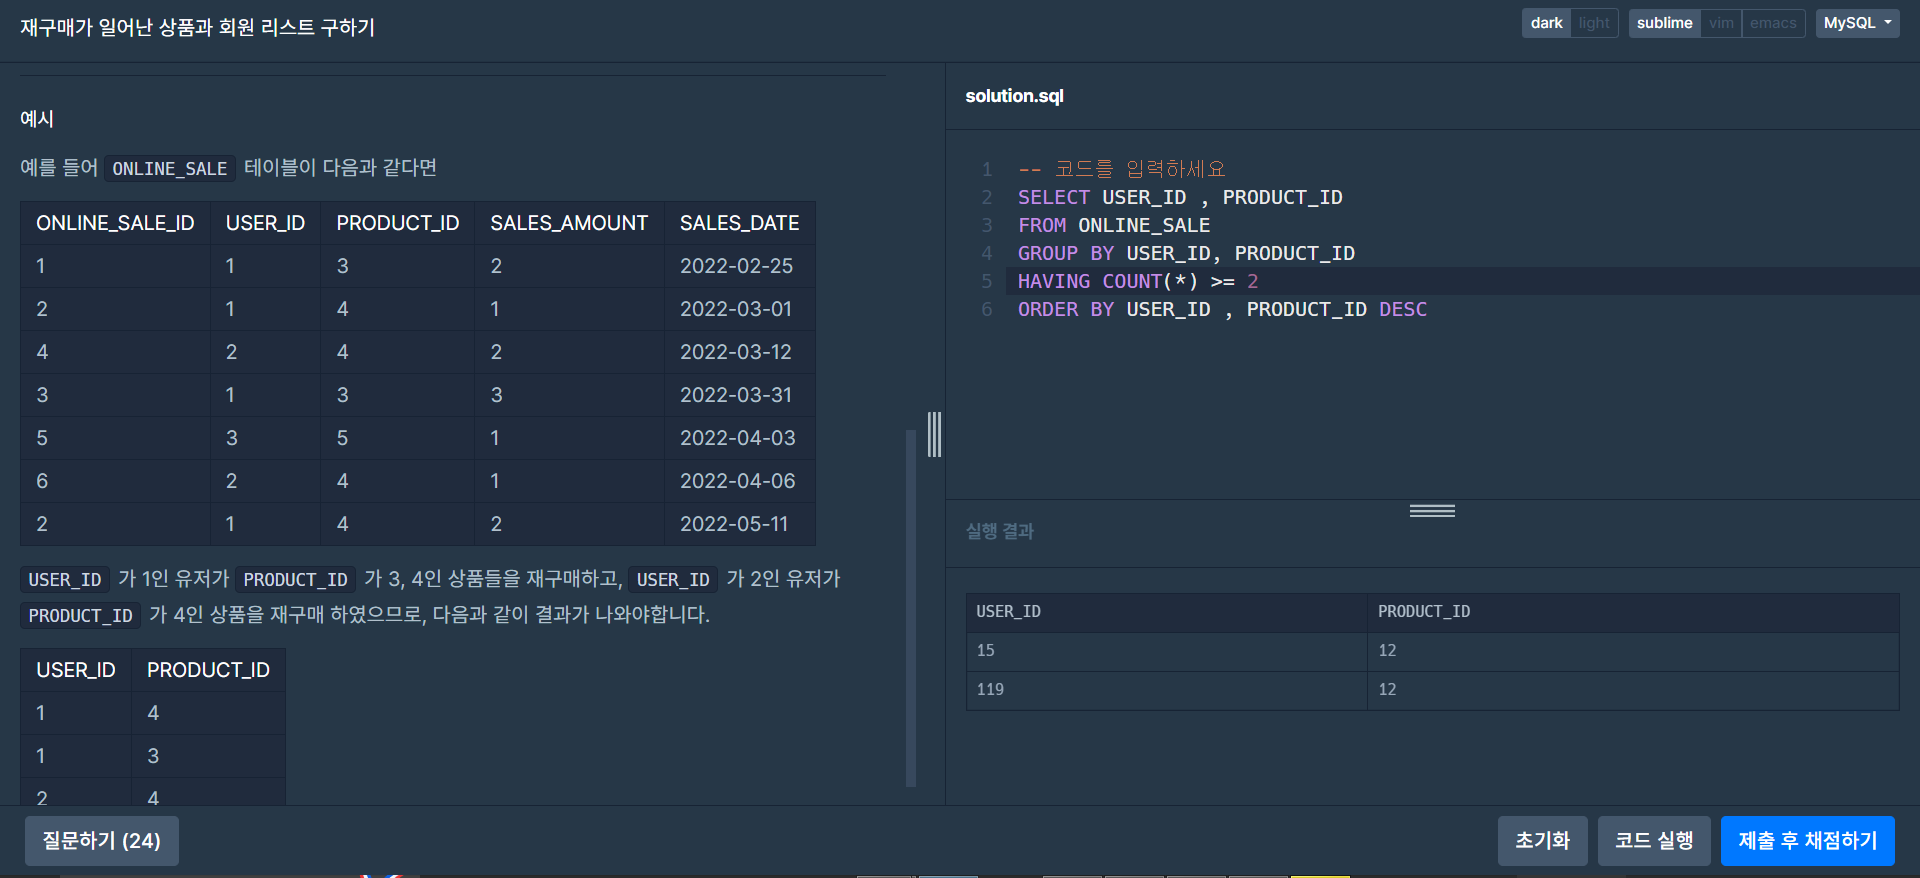 재구매가 일어난 상품과 회원 리스트 구하기
dark light sublime vim emacs MySQL
예시
예를 들어 ONLINE_SALE 테이블이 다음과 같다면
ONLINE_SALE_ID USER_ID PRODUCT_ID SALES_AMOUNT SALES_DATE
1 1 3 2 2022-02-25
2 1 4 1 2022-03-01
4 2 4 2 2022-03-12
3 1 3 3 2022-03-31
5 3 5 1 2022-04-03
6 2 4 1 2022-04-06
2 1 4 2 2022-05-11
USER_ID 가 1인 유저가 PRODUCT_ID 가 3, 4인 상품들을 재구매하고, USER_ID 가 2인 유저가
PRODUCT_ID 가 4인 상품을 재구매 하였으므로, 다음과 같이 결과가 나와야합니다.
USER_ID PRODUCT_ID
1 4
1 3
2 4
solution.sql
1 -- 코드를 입력하세요
2 SELECT USER_ID , PRODUCT_ID
3 FROM ONLINE_SALE
4 GROUP BY USER_ID, PRODUCT_ID
5 HAVING COUNT(*) >= 2
6 ORDER BY USER_ID , PRODUCT_ID DESC
실행 결과
USER_ID PRODUCT_ID
15 12
119 12
질문하기 (24)
초기화 코드 실행 제출 후 채점하기